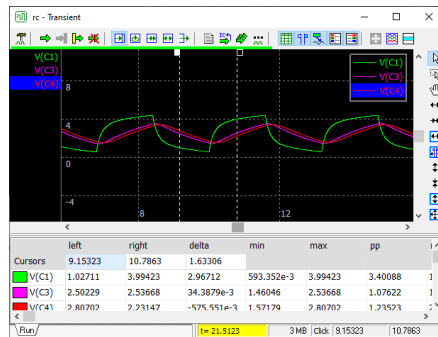 rc - Transient
V(C1)
V(C3)
V(C4)
V(C1)
V(C3)
V(C4)
8
4
0
-4
8
12
left right delta min max pp
Cursors 9.15323 10.7863 1.63306
V(C1) 1.02711 3.99423 2.96712 593.352e-3 3.99423 3.40088
V(C3) 2.50229 2.53668 34.3879e-3 1.46046 2.53668 1.07622
V(C4) 2.80702 2.23147 -575.551e-3 1.57179 2.80702 1.23523
Run t= 21.5123 3 MB Click 9.15323 10.7863